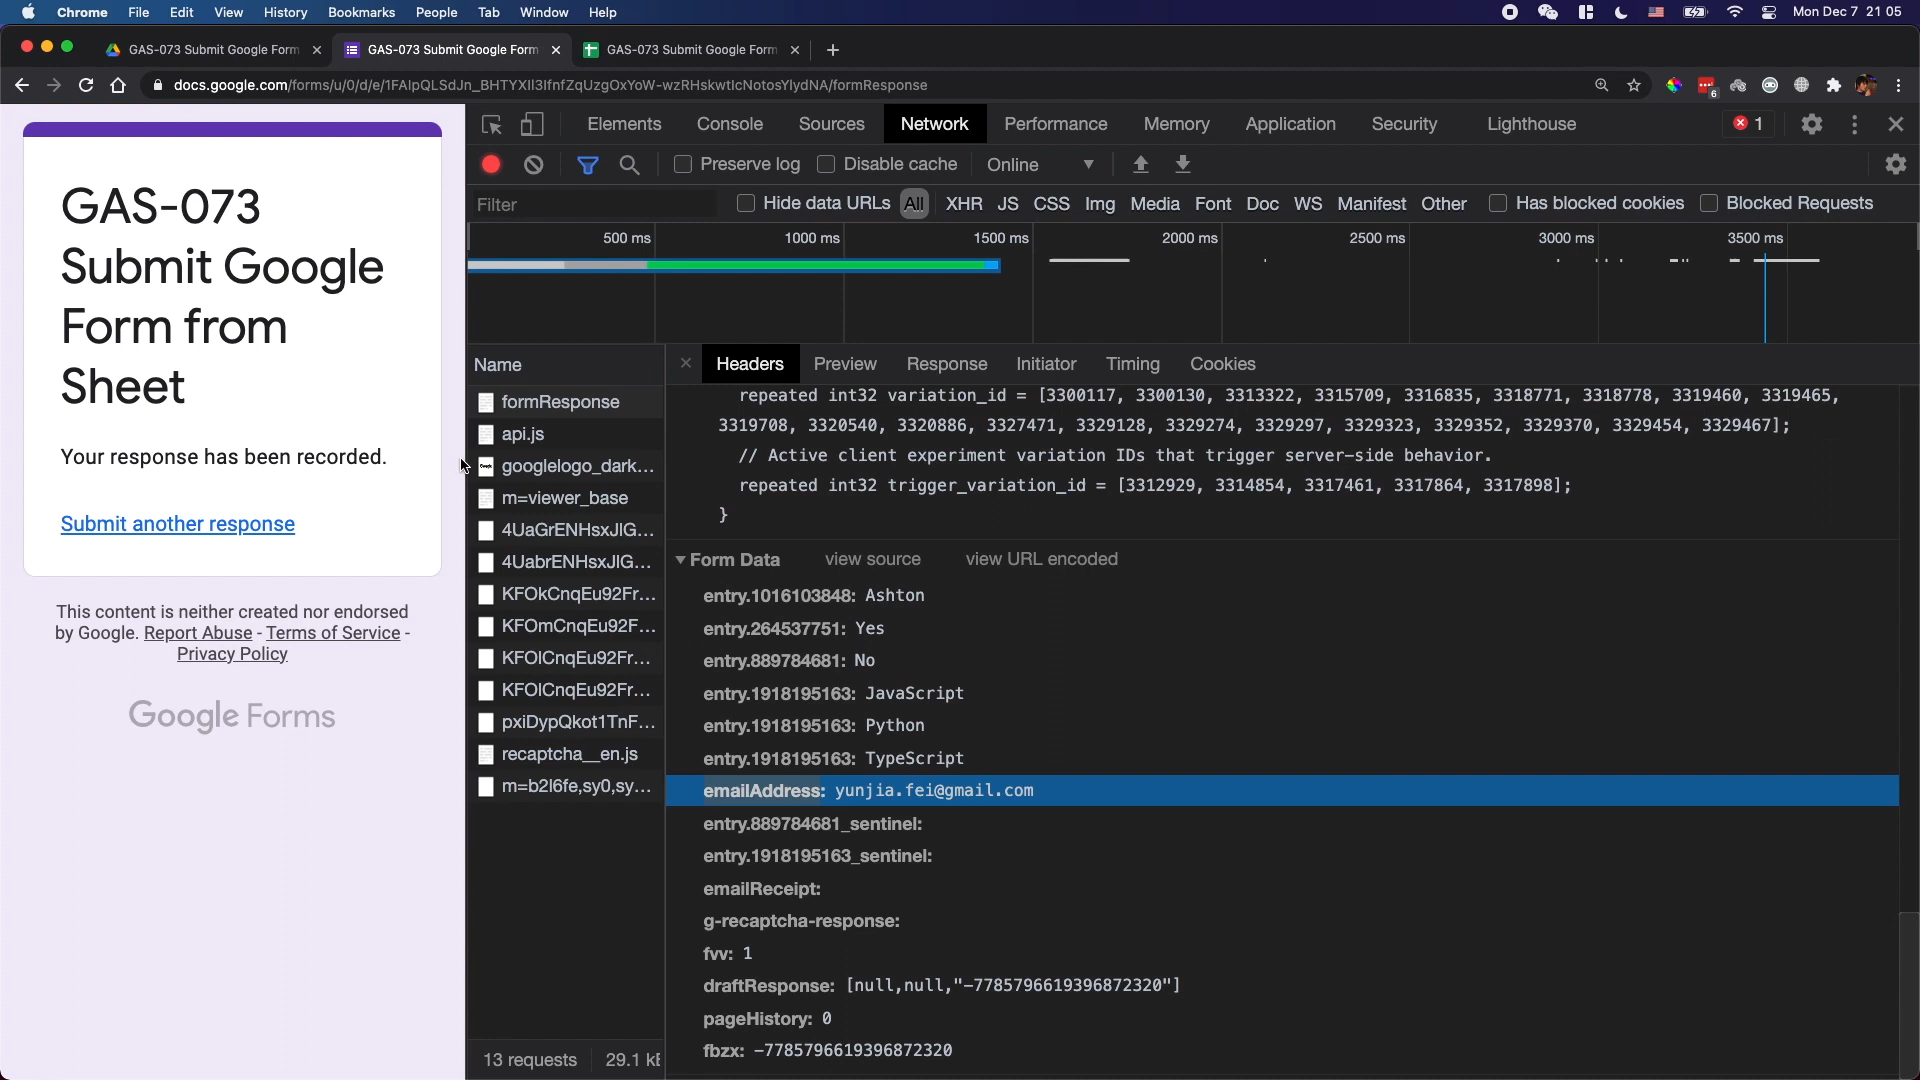 Chrome File Edit View History Bookmarks People Tab Window Help Mon Dec 7 21 05
GAS-073 Submit Google Form GAS-073 Submit Google Form GAS-073 Submit Google Form
docs.google.com/forms/u/0/d/e/1FAIpQLSdJn_BHTYXIl3IfnfZqUzgOxYoW-wzRHskwtIcNotosYlydNA/formResponse
6
GAS-073
Submit Google
Form from
Sheet
Your response has been recorded.
Submit another response
This content is neither created nor endorsed
by Google. Report Abuse - Terms of Service -
Privacy Policy
Google Forms
Elements Console Sources Network Performance Memory Application Security Lighthouse 1
Preserve log Disable cache Online
Filter Hide data URLs All XHR JS CSS Img Media Font Doc WS Manifest Other Has blocked cookies Blocked Requests
500 ms 1000 ms 1500 ms 2000 ms 2500 ms 3000 ms 3500 ms
Name
formResponse
api.js
googlelogo_dark...
m=viewer_base
4UaGrENHsxJlG...
4UabrENHsxJlG...
KFOkCnqEu92Fr...
KFOmCnqEu92F...
KFOlCnqEu92Fr...
KFOlCnqEu92Fr...
pxiDypQkot1TnF...
recaptcha__en.js
m=b2l6fe,sy0,sy...
13 requests 29.1 k
Headers Preview Response Initiator Timing Cookies
repeated int32 variation_id = [3300117, 3300130, 3313322, 3315709, 3316835, 3318771, 3318778, 3319460, 3319465,
3319708, 3320540, 3320886, 3327471, 3329128, 3329274, 3329297, 3329323, 3329352, 3329370, 3329454, 3329467];
// Active client experiment variation IDs that trigger server-side behavior.
repeated int32 trigger_variation_id = [3312929, 3314854, 3317461, 3317864, 3317898];
}
Form Data view source view URL encoded
entry.1016103848: Ashton
entry.264537751: Yes
entry.889784681: No
entry.1918195163: JavaScript
entry.1918195163: Python
entry.1918195163: TypeScript
emailAddress: yunjia.fei@gmail.com
entry.889784681_sentinel:
entry.1918195163_sentinel:
emailReceipt:
g-recaptcha-response:
fvv: 1
draftResponse: [null,null,"-7785796619396872320"]
pageHistory: 0
fbzx: -7785796619396872320